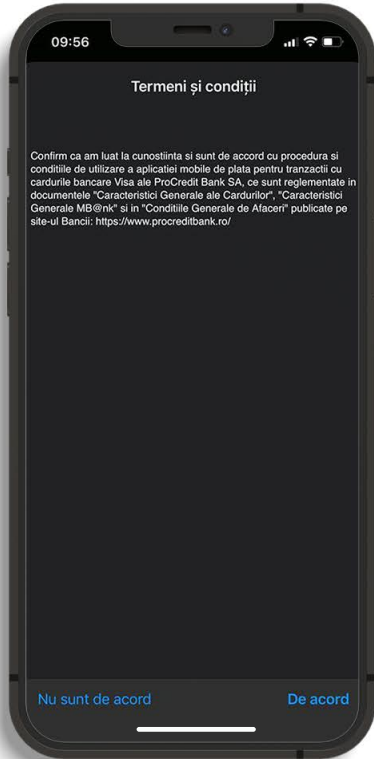 09:56
Termeni și condiții
Confirm ca am luat la cunostiinta si sunt de acord cu procedura si
conditiile de utilizare a aplicatiei mobile de plata pentru tranzactii cu
cardurile bancare Visa ale ProCredit Bank SA, ce sunt reglementate in
documentele "Caracteristici Generale ale Cardurilor", "Caracteristici
Generale MB@nk" si in "Conditiile Generale de Afaceri" publicate pe
site-ul Bancii: https://www.procreditbank.ro/
Nu sunt de acord
De acord